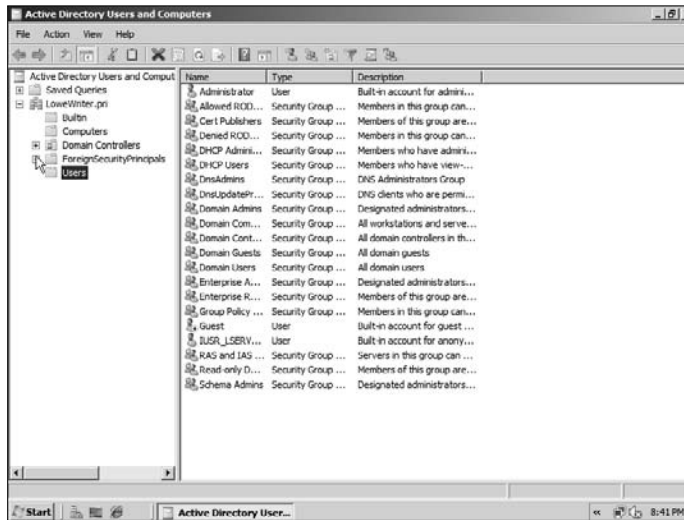 Active Directory Users and Computers
File Action View Help
Active Directory Users and Comput
Saved Queries
LoweWriter.pri
Builtin
Computers
Domain Controllers
ForeignSecurityPrincipals
Users
Name Type Description
Administrator User Built-in account for admini...
Allowed ROD... Security Group ... Members in this group can...
Cert Publishers Security Group ... Members of this group are...
Denied ROD... Security Group ... Members in this group can...
DHCP Admini... Security Group ... Members who have admini...
DHCP Users Security Group ... Members who have view-...
DnsAdmins Security Group ... DNS Administrators Group
DnsUpdatePr... Security Group ... DNS clients who are permi...
Domain Admins Security Group ... Designated administrators...
Domain Com... Security Group ... All workstations and serve...
Domain Cont... Security Group ... All domain controllers in th...
Domain Guests Security Group ... All domain guests
Domain Users Security Group ... All domain users
Enterprise A... Security Group ... Designated administrators...
Enterprise R... Security Group ... Members of this group are...
Group Policy ... Security Group ... Members in this group can...
Guest User Built-in account for guest ...
IUSR_LSERV... User Built-in account for anony...
RAS and IAS ... Security Group ... Servers in this group can ...
Read-only D... Security Group ... Members of this group are...
Schema Admins Security Group ... Designated administrators...
Start Active Directory User... « 8:41 PM